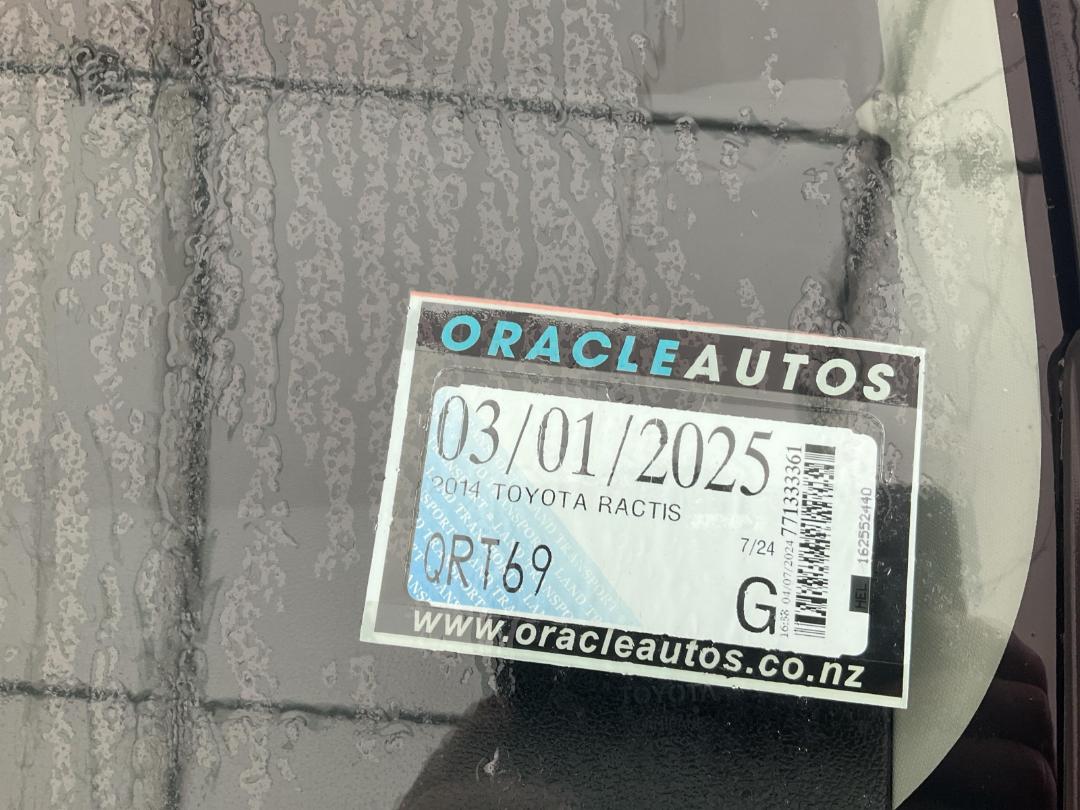 ORACLEAUTOS
03/01/2025
2014 TOYOTA RACTIS
QRT69
7/24
G
16:58 04/07/2024 771333361
HEL 162552440
www.oracleautos.co.nz